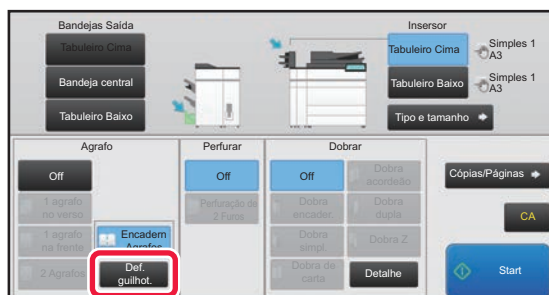 Bandejas Saída
Tabuleiro Cima
Bandeja central
Tabuleiro Baixo
Insersor
Tabuleiro Cima
Simples 1
A3
Tabuleiro Baixo
Simples 1
A3
Tipo e tamanho
Agrafo
Off
1 agrafo
no verso
1 agrafo
na frente
2 Agrafos
Encadern
Agrafos
Def.
guilhot.
Perfurar
Off
Perfuração de
2 Furos
Dobrar
Off
Dobra
acordeão
Dobra
encader.
Dobra
dupla
Dobra
simpl.
Dobra Z
Dobra de
carta
Detalhe
Cópias/Páginas
CA
Start